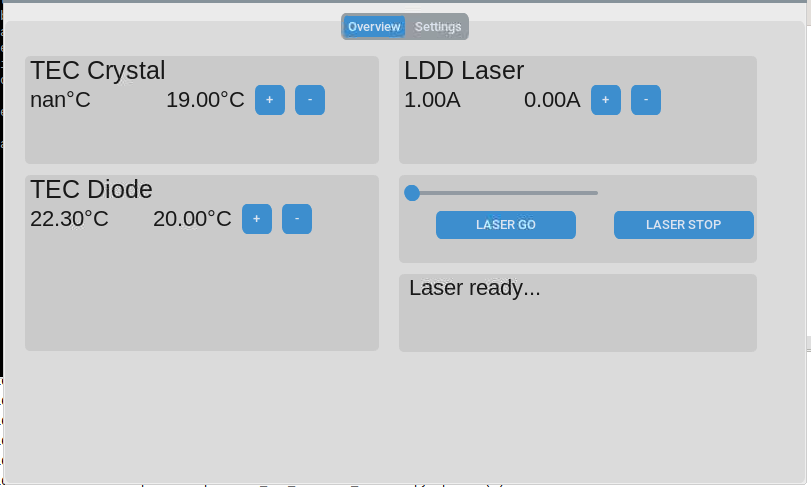 Overview Settings
TEC Crystal
nan°C 19.00°C + -
LDD Laser
1.00A 0.00A + -
TEC Diode
22.30°C 20.00°C + -
LASER GO LASER STOP
Laser ready...